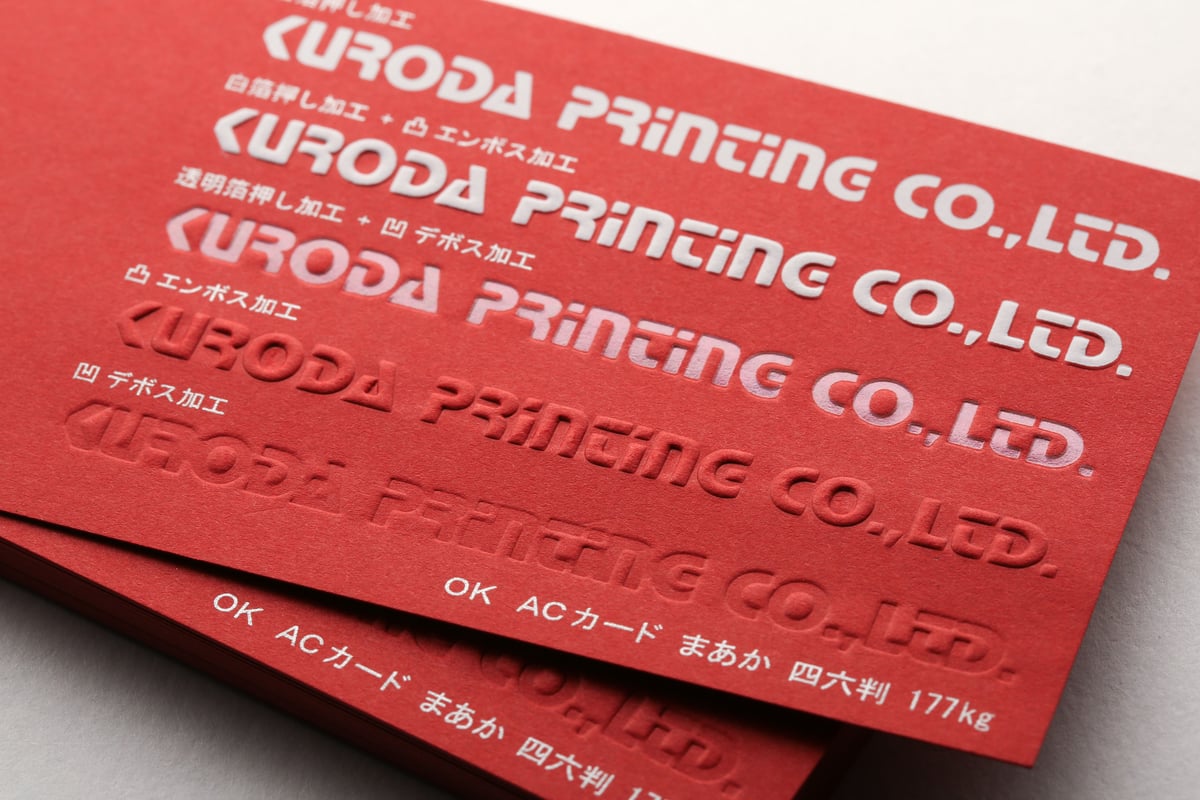 箔押し加工
KURODA PRINTING CO.,LTD.
白箔押し加工 + 凸エンボス加工
KURODA PRINTING CO.,LTD.
透明箔押し加工 + 凹デボス加工
KURODA PRINTING CO.,LTD.
凸エンボス加工
KURODA PRINTING CO.,LTD.
凹デボス加工
KURODA PRINTING CO.,LTD.
OK ACカード まあか 四六判 177kg
CO.,LTD.
OK ACカード まあか 四六判